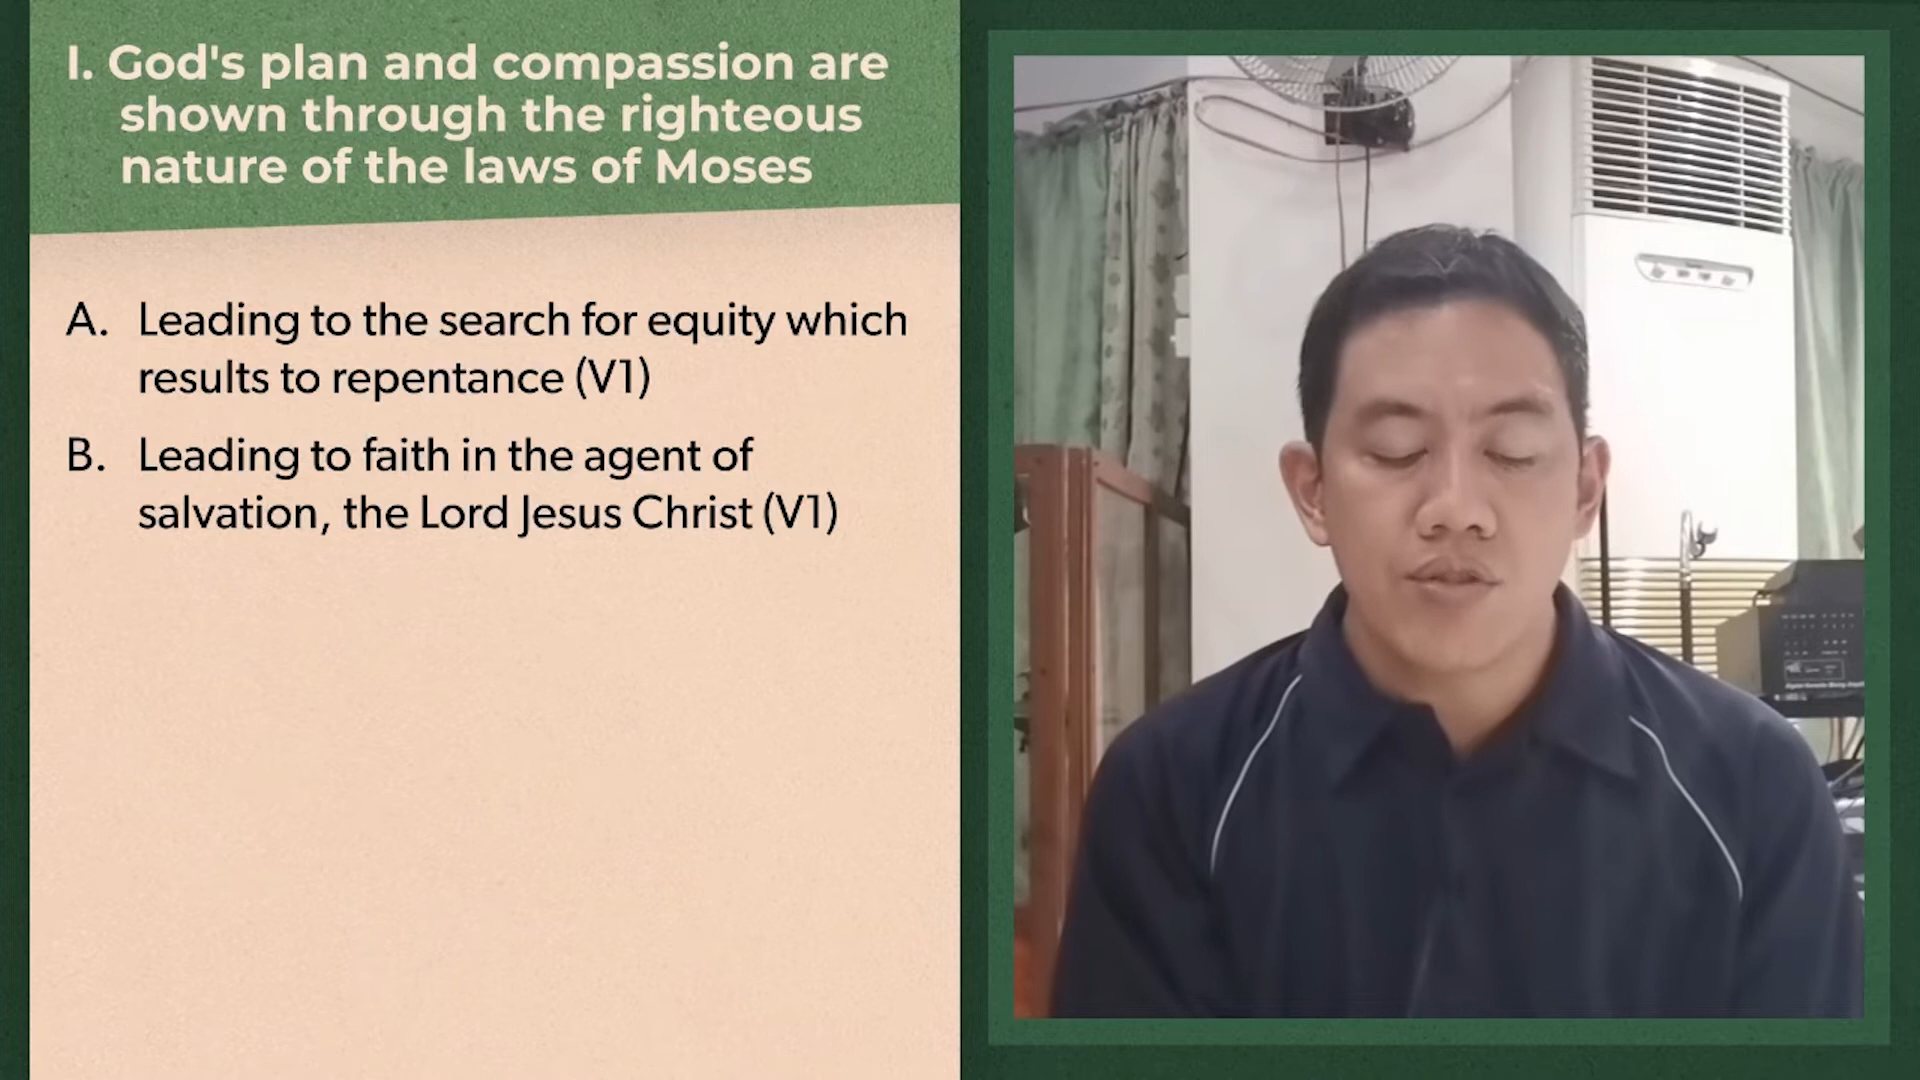 I. God's plan and compassion are
shown through the righteous
nature of the laws of Moses
A. Leading to the search for equity which
results to repentance (V1)
B. Leading to faith in the agent of
salvation, the Lord Jesus Christ (V1)